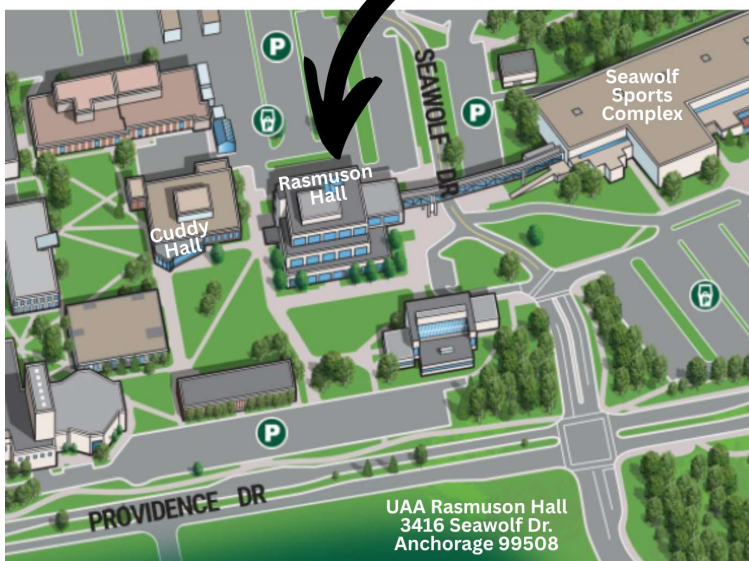 P
SEAWOLF DR
P
P
Seawolf
Sports
Complex
Rasmuson
Hall
Cuddy
Hall
P
P
PROVIDENCE DR
UAA Rasmuson Hall
3416 Seawolf Dr.
Anchorage 99508